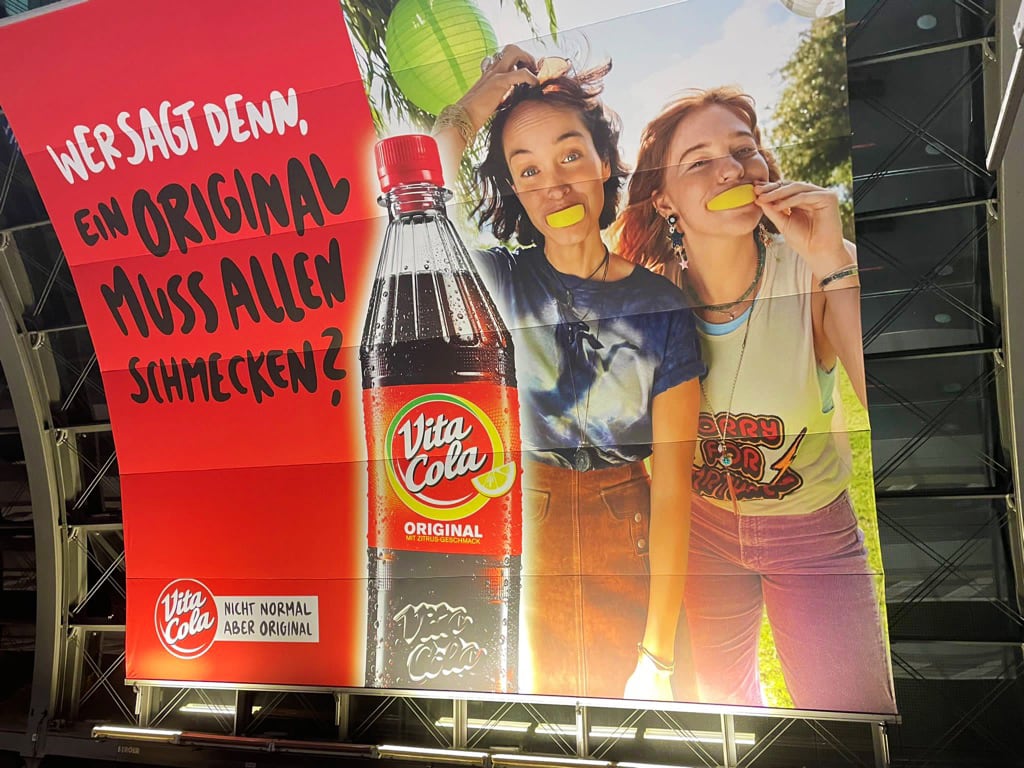 WER SAGT DENN,
EIN ORIGINAL
MUSS ALLEN
SCHMECKEN?
Vita
Cola
ORIGINAL
MIT ZITRUS-GESCHMACK
Vita
Cola
Vita
Cola
NICHT NORMAL
ABER ORIGINAL
FOR